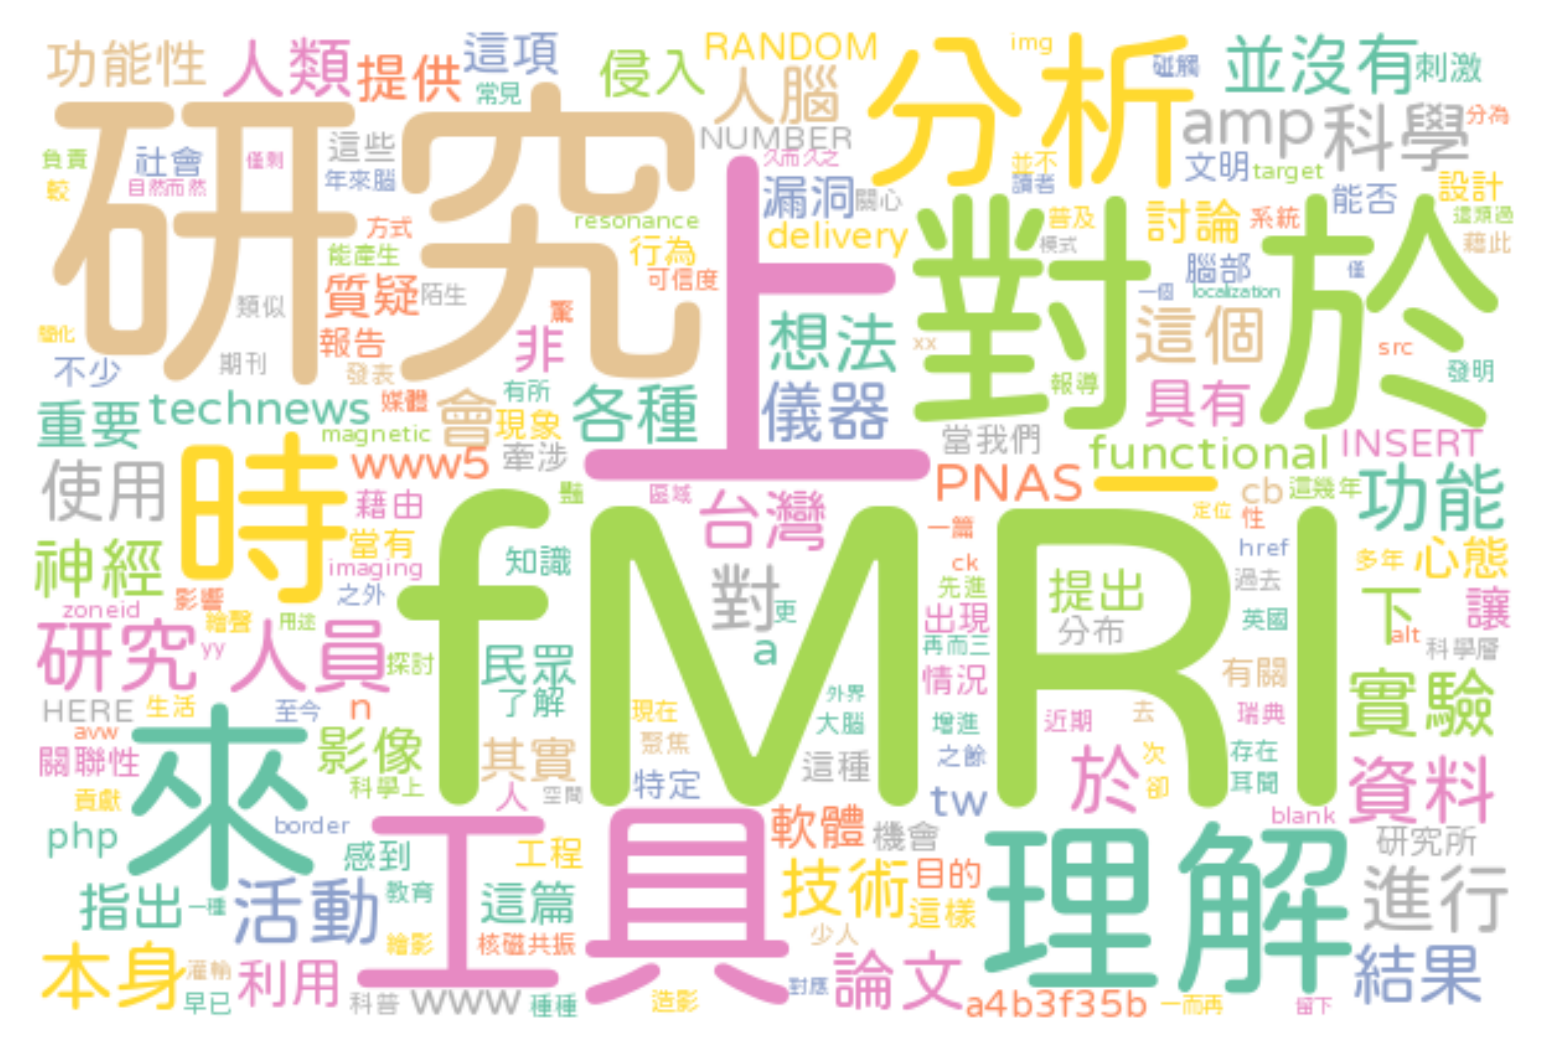 功能性
人類
提供
這項
常見
侵入
RANDOM
人腦
NUMBER
分析
img
碰觸
並沒有
刺激
amp
科學
分為
研究
這些
社會
負責
較
自然而然
僅剩
年來腦
久而久之
漏洞
關心
並不
讀者
文明
target
能否
設計
這類過
藉此
方式
能產生
resonance
行為
可信度
delivery
上
對於
普及
模式
討論
系統
腦部
僅
一個
localization
質疑
陌生
類似
簡化
報告
期刊
發表
不少
非
想法
xx
這個
src
發明
報導
具有
重要
technews
媒體
magnetic
會
有所
現象
各種
儀器
當我們
functional
INSERT
使用
時
www5
牽涉
藉由
區域
台灣
PNAS
一
cb
這幾年
功能
定位
性
一篇
神經
當有
imaging
知識
之外
影響
zoneid
繪聲
用途
fMRI
對
更
a
ck
先進
出現
再而三
情況
提出
分布
href
過去
英國
多年
心態
下
alt
讓
科學層
研究人員
yy
探討
民眾
了解
有關
實驗
HERE
生活
avw
至今
n
來
關聯性
影像
科學上
貢獻
php
border
其實
人
空間
現在
聚焦
特定
外界
大腦
這種
增進
之餘
tw
近期
去
於
次
卻
瑞典
存在
耳聞
資料
blank
工具
軟體
機會
理解
研究所
進行
感到
工程
指出
一種
活動
教育
這篇
技術
目的
這樣
少人
繪影
核磁共振
本身
灌輸
早已
利用
科普
www
種種
造影
對應
論文
a4b3f35b
一而再
留下
結果